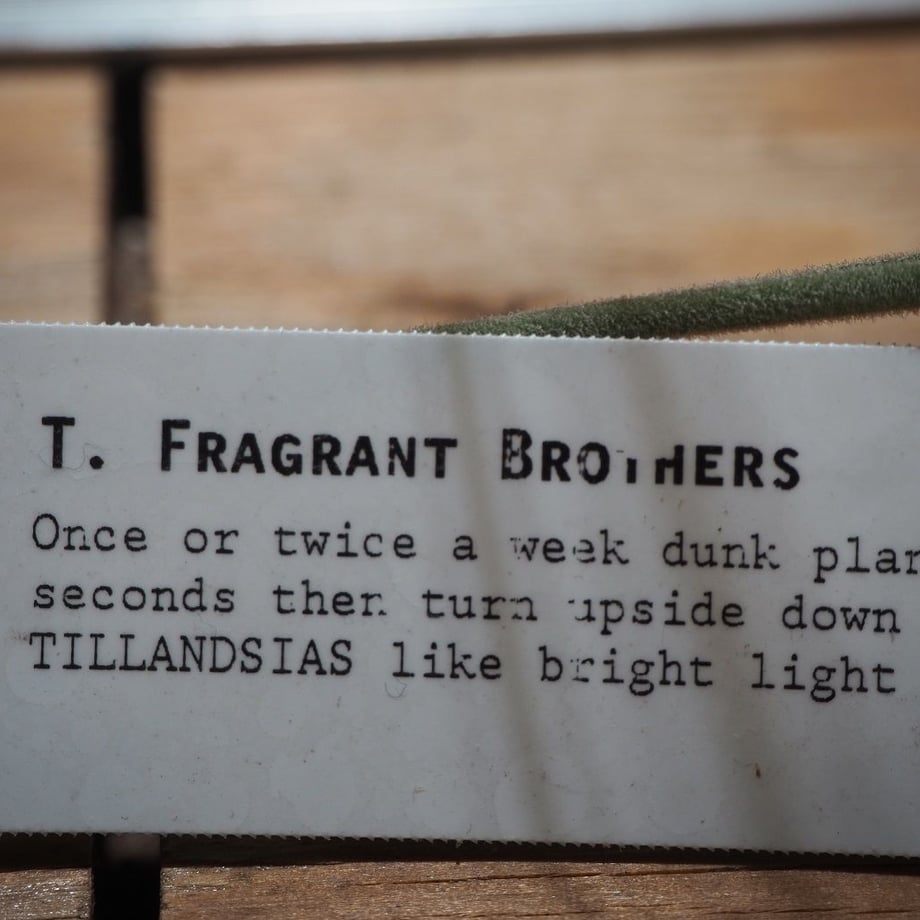 T. FRAGRANT BROTHERS
Once or twice a week dunk
seconds then turn upside down
TILLANDSIAS like bright light